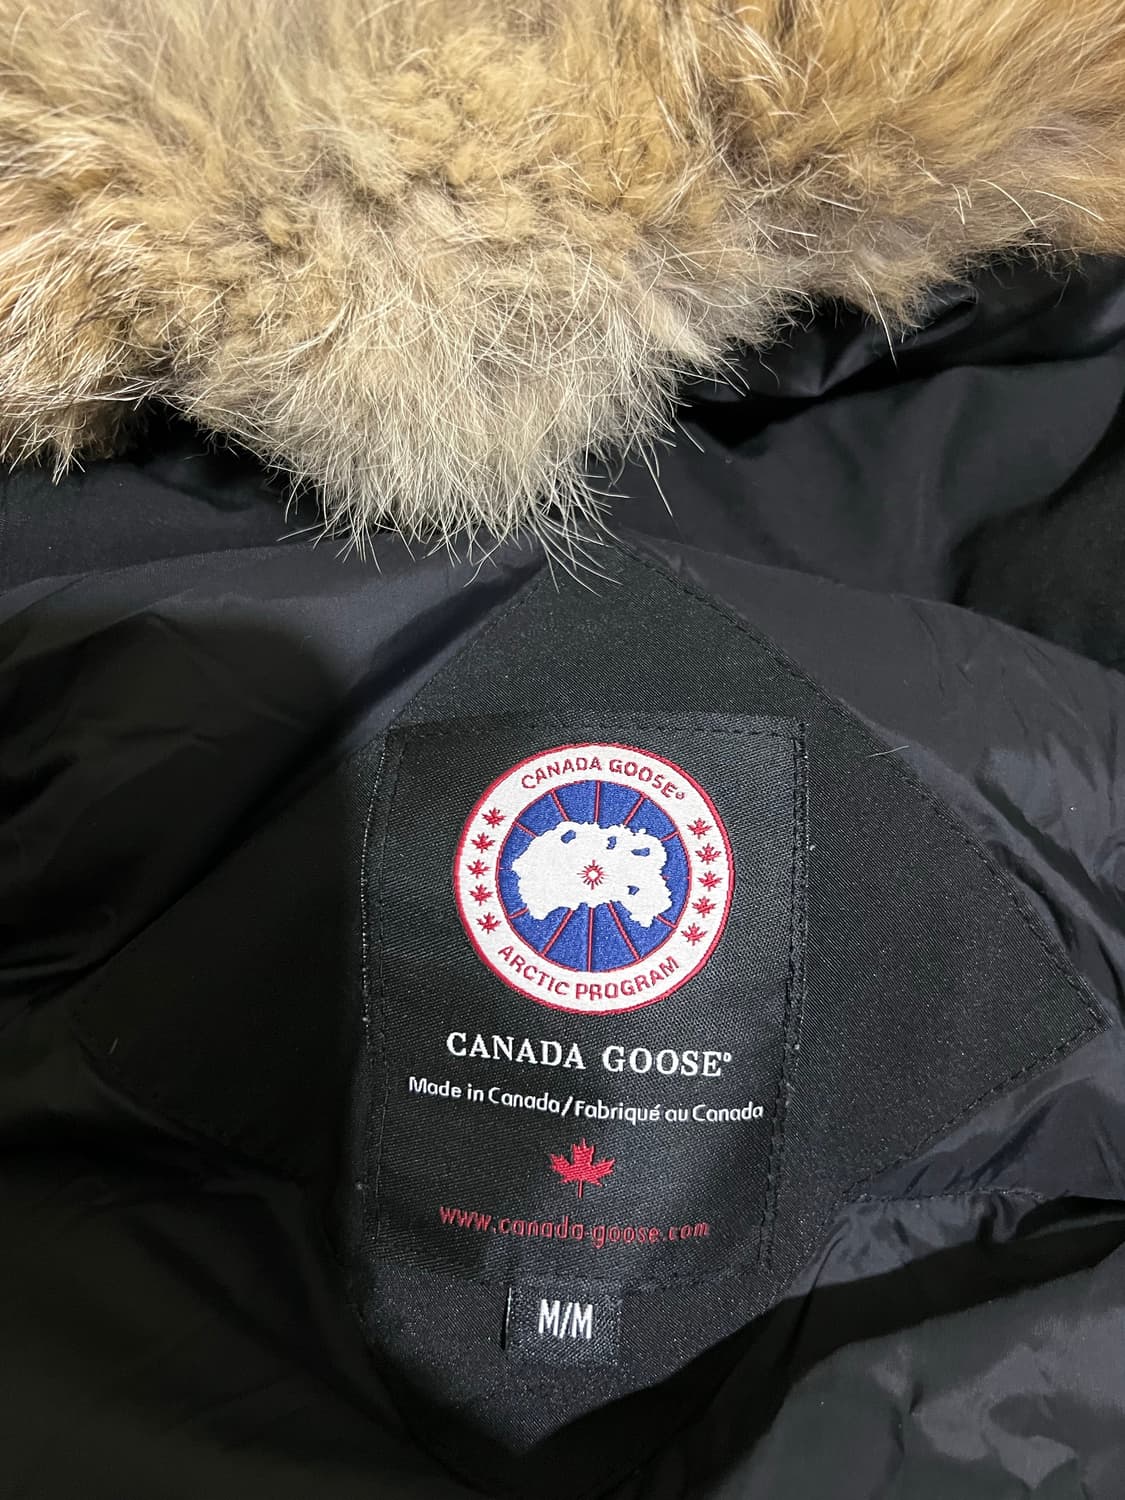 CANADA GOOSE®
ARCTIC PROGRAM
CANADA GOOSE®
Made in Canada/Fabriqué au Canada
www.canada-goose.com
M/M